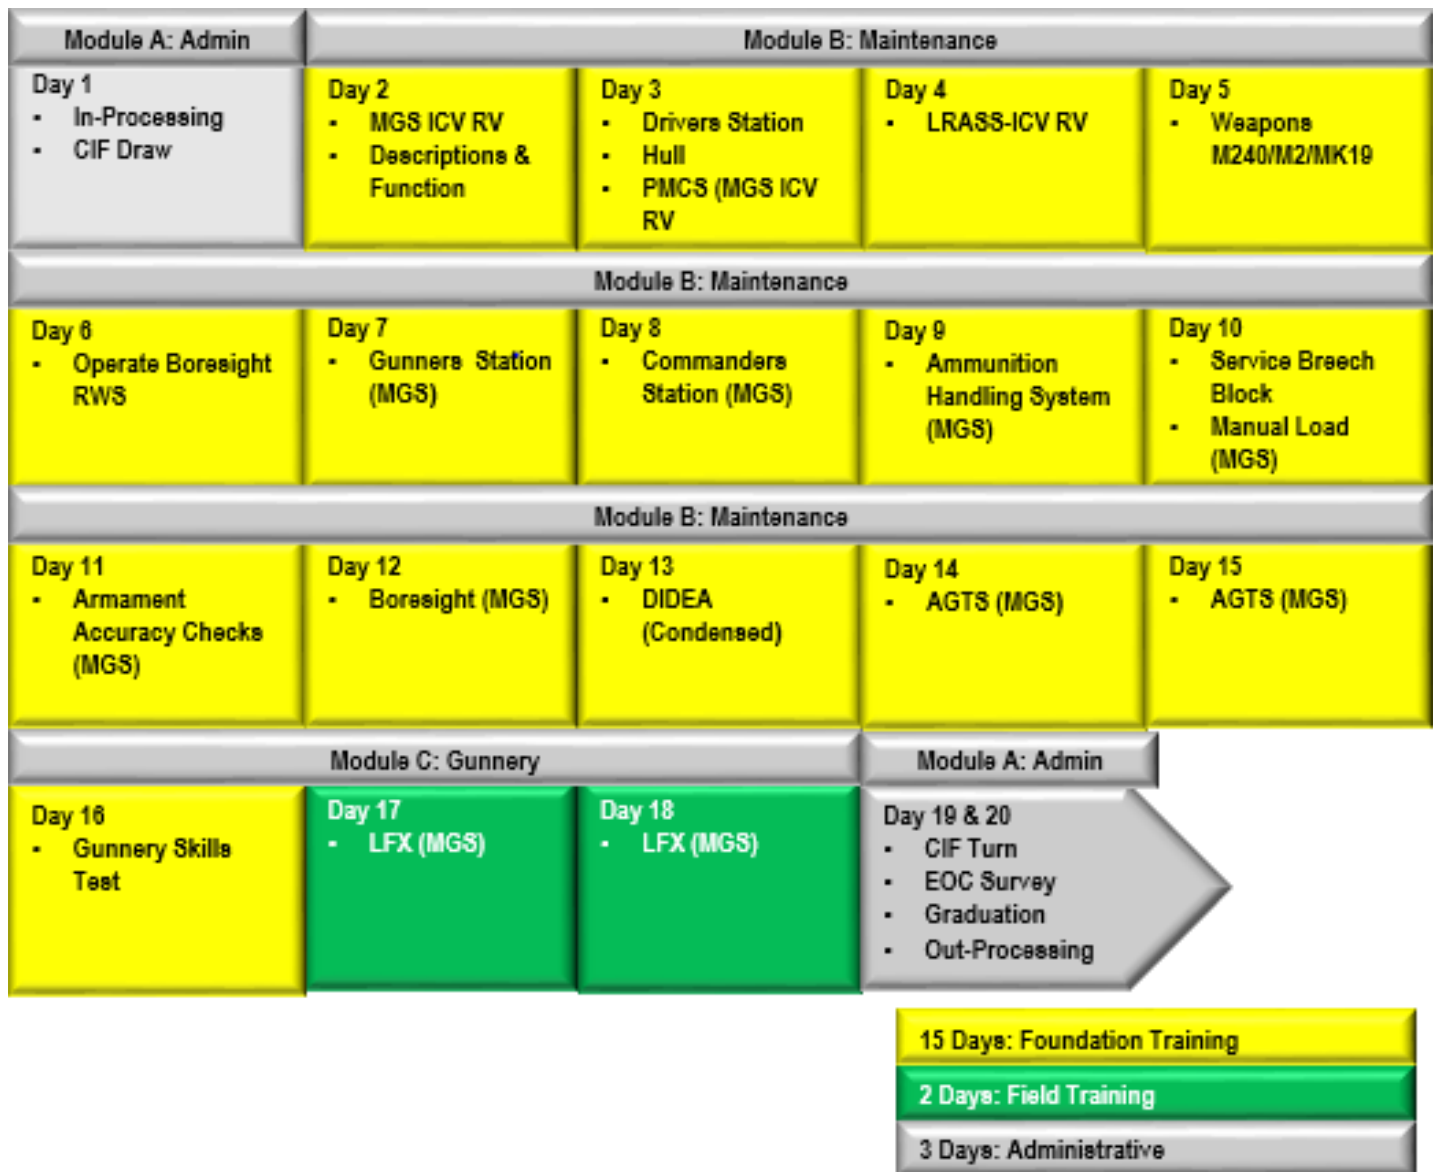 Module A: Admin
Module B: Maintenance
Day 1
▪ In-Processing
▪ CIF Draw
Day 2
▪ MGS ICV RV
▪ Descriptions &
Function
Day 3
▪ Drivers Station
▪ Hull
▪ PMCS (MGS ICV
RV
Day 4
▪ LRASS-ICV RV
Day 5
▪ Weapons
M240/M2/MK19
Module B: Maintenance
Day 6
▪ Operate Boresight
RWS
Day 7
▪ Gunners Station
(MGS)
Day 8
▪ Commanders
Station (MGS)
Day 9
▪ Ammunition
Handling System
(MGS)
Day 10
▪ Service Breech
Block
▪ Manual Load
(MGS)
Module B: Maintenance
Day 11
▪ Armament
Accuracy Checks
(MGS)
Day 12
▪ Boresight (MGS)
Day 13
▪ DIDEA
(Condensed)
Day 14
▪ AGTS (MGS)
Day 15
▪ AGTS (MGS)
Module C: Gunnery
Module A: Admin
Day 16
▪ Gunnery Skills
Test
Day 17
▪ LFX (MGS)
Day 18
▪ LFX (MGS)
Day 19 & 20
▪ CIF Turn
▪ EOC Survey
▪ Graduation
▪ Out-Processing
15 Days: Foundation Training
2 Days: Field Training
3 Days: Administrative